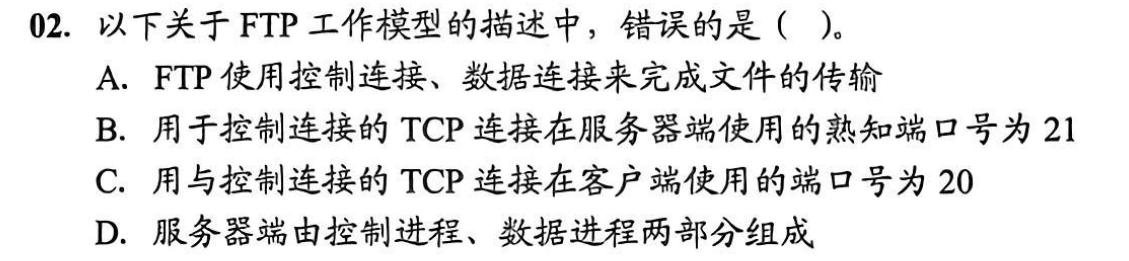 02. 以下关于 FTP 工作模型的描述中，错误的是（ ）。
A. FTP 使用控制连接、数据连接来完成文件的传输
B. 用于控制连接的 TCP 连接在服务器端使用的熟知端口号为 21
C. 用与控制连接的 TCP 连接在客户端使用的端口号为 20
D. 服务器端由控制进程、数据进程两部分组成